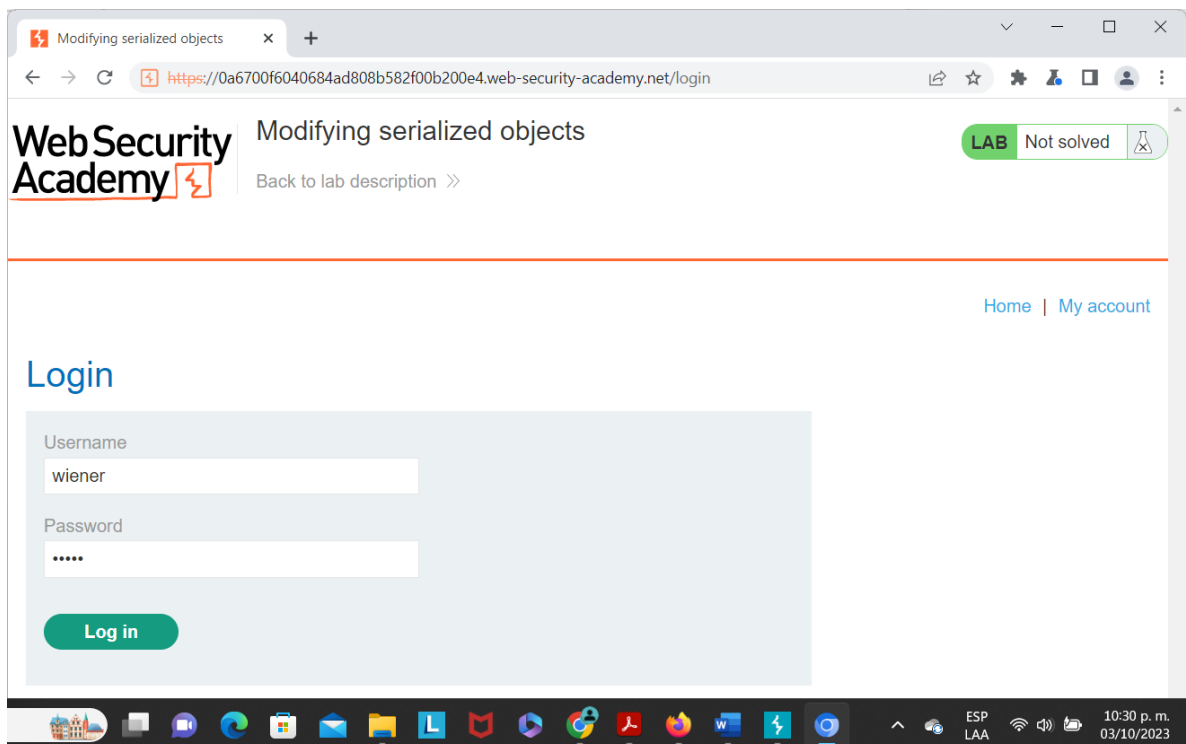 Modifying serialized objects
https://0a6700f6040684ad808b582f00b200e4.web-security-academy.net/login
Web Security
Academy
Modifying serialized objects
Back to lab description
LAB Not solved
Home | My account
Login
Username
wiener
Password
•••••
Log in
ESP
LAA
10:30 p. m.
03/10/2023